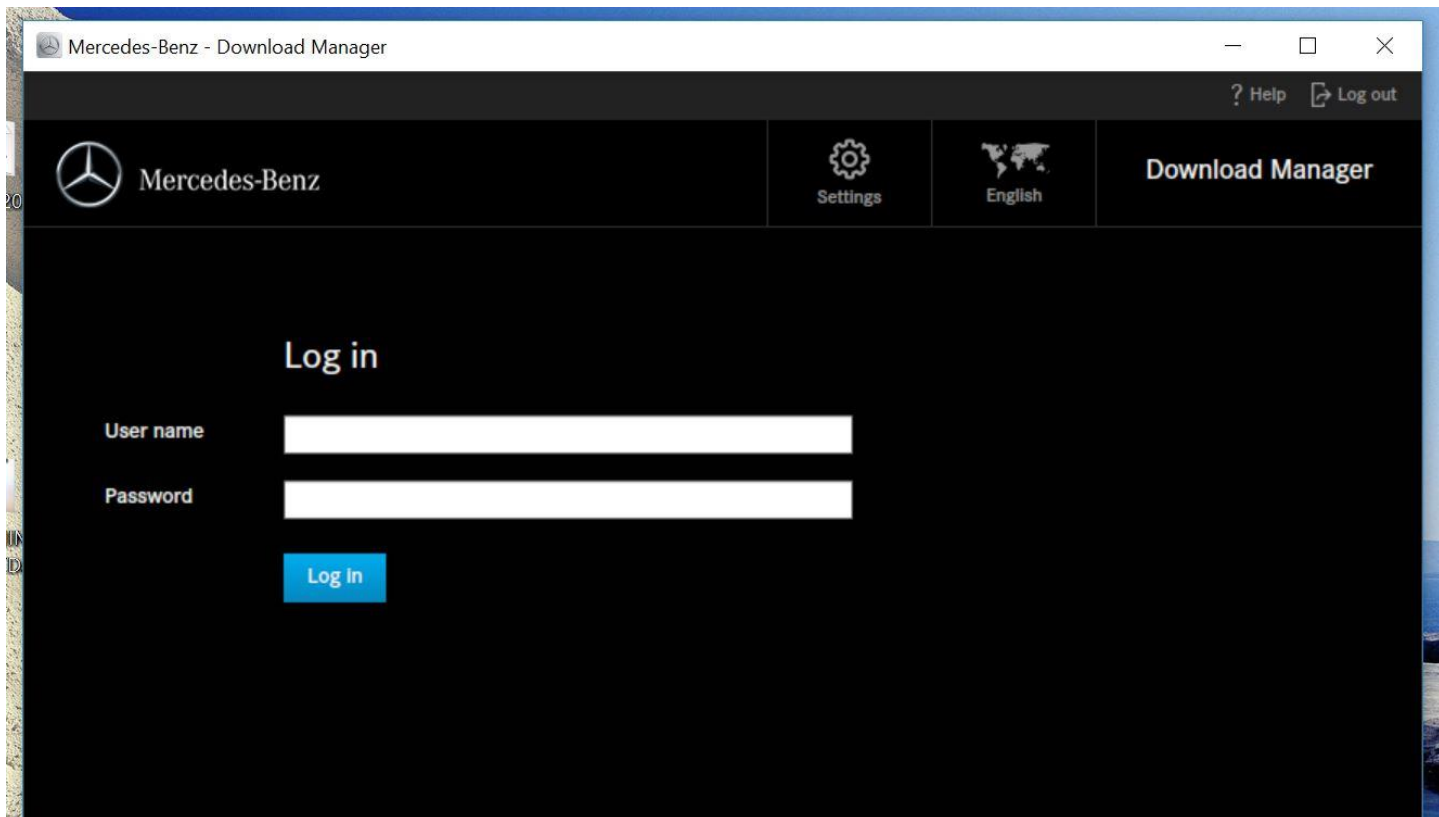 Mercedes-Benz - Download Manager
? Help Log out
Mercedes-Benz
Settings
English
Download Manager
20
Log in
User name
Password
Log in